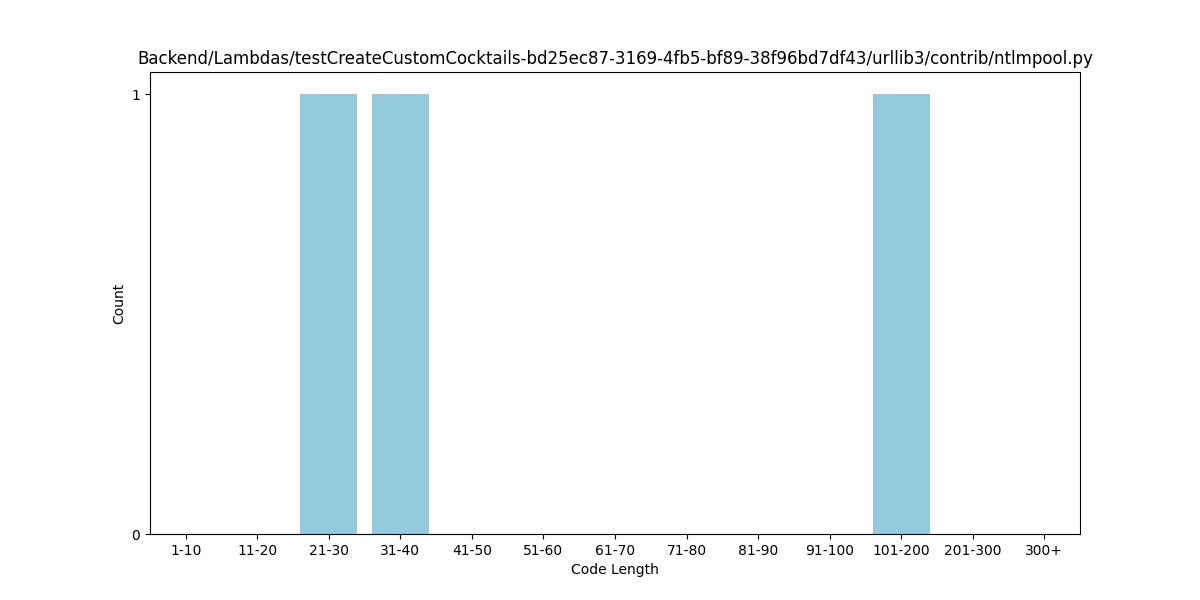 Backend/Lambdas/testCreateCustomCocktails-bd25ec87-3169-4fb5-bf89-38f96bd7df43/urllib3/contrib/ntlmpool.py
1
Count
0
1-10 11-20 21-30 31-40 41-50 51-60 61-70 71-80 81-90 91-100 101-200 201-300 300+
Code Length